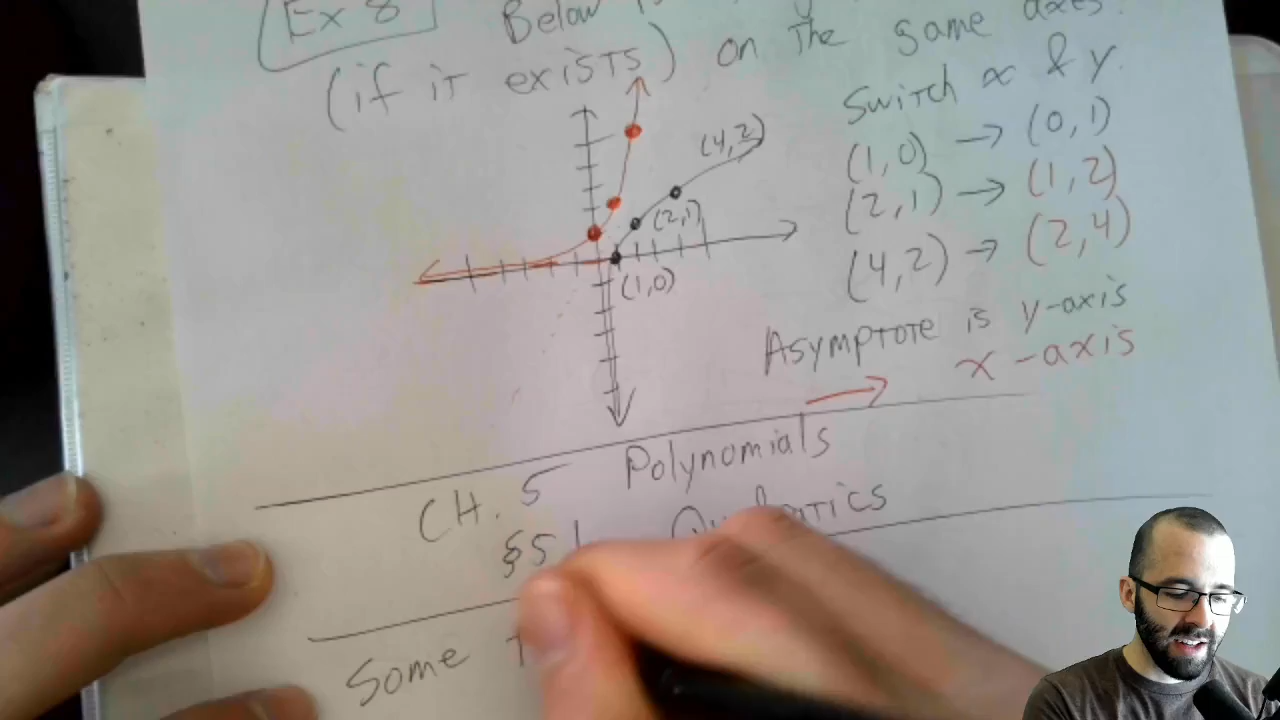 Ex 8 Below
(if it exists) on the same axes.
Switch x & y.
(1,0) → (0,1)
(2,1) → (1,2)
(4,2) → (2,4)
(4,2)
(2,1)
(1,0)
Asymptote is y-axis
→ x-axis
CH. 5 Polynomials
§5
Some